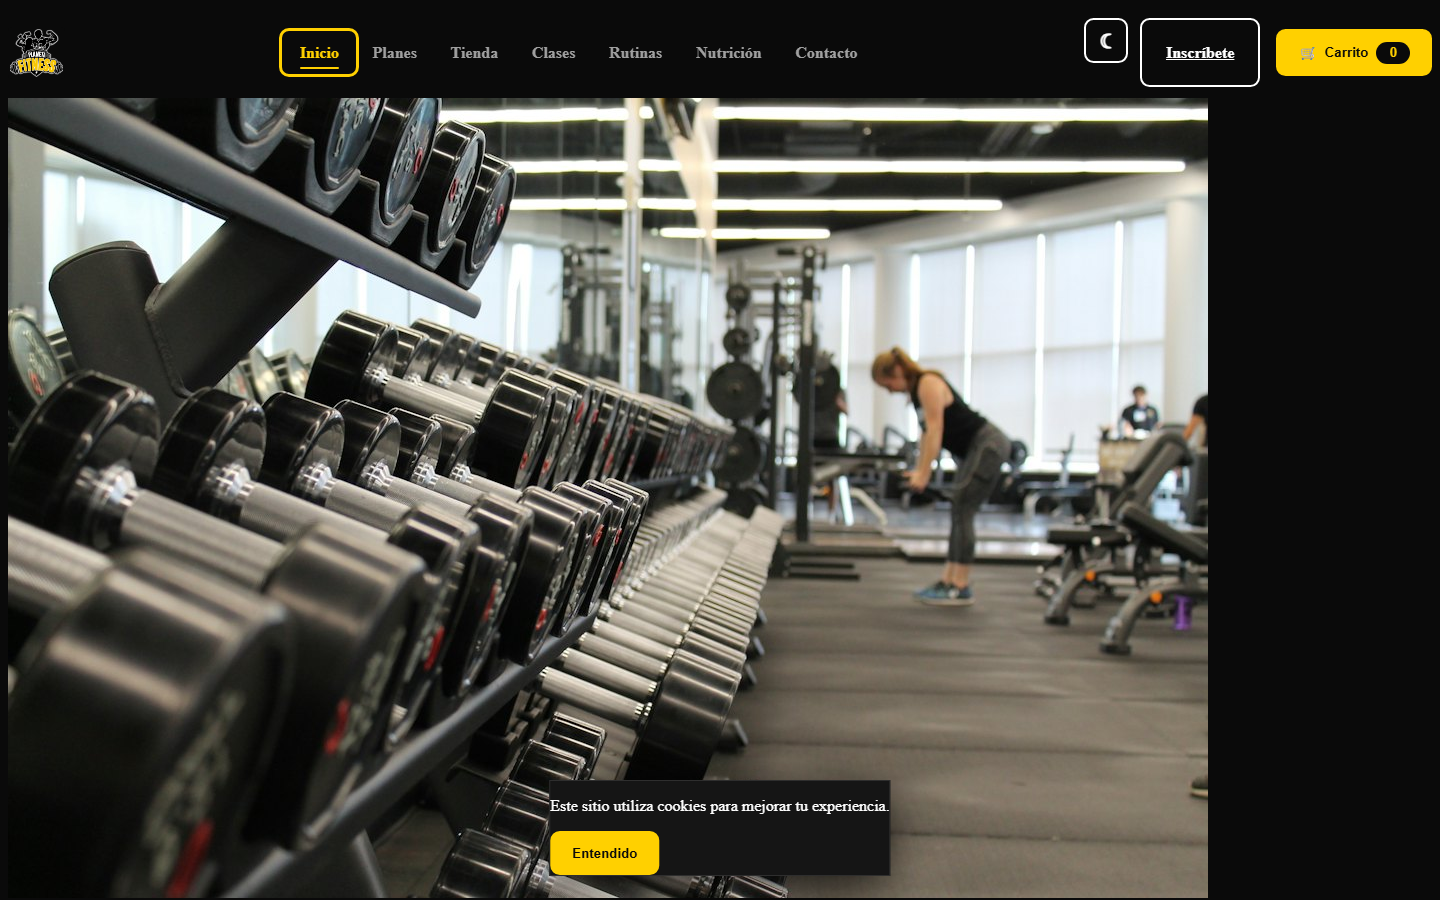 PLANET
FITNESS
Inicio
Planes
Tienda
Clases
Rutinas
Nutrición
Contacto
Inscríbete
🛒 Carrito 0
Este sitio utiliza cookies para mejorar tu experiencia.
Entendido